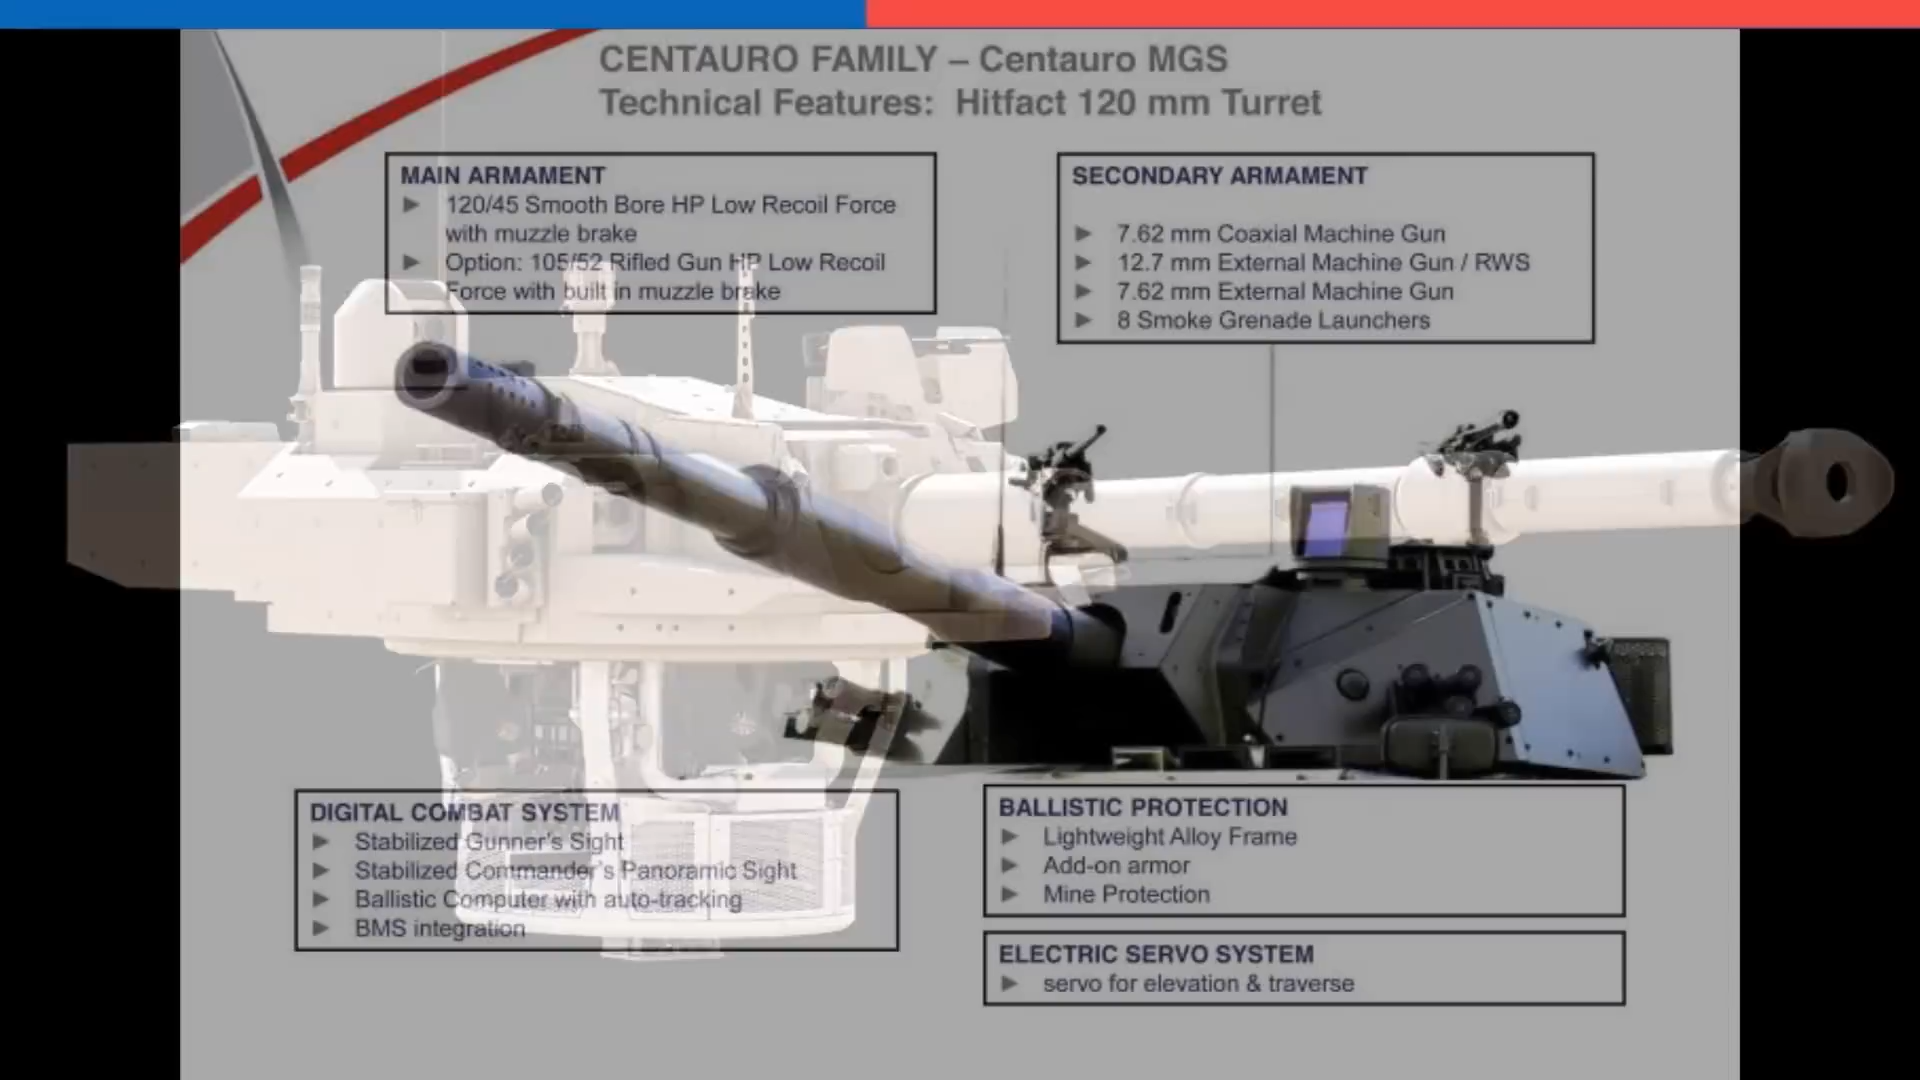 CENTAURO FAMILY – Centauro MGS
Technical Features: Hitfact 120 mm Turret
MAIN ARMAMENT
► 120/45 Smooth Bore HP Low Recoil Force
with muzzle brake
► Option: 105/52 Rifled Gun HP Low Recoil
Force with built in muzzle brake
SECONDARY ARMAMENT
► 7.62 mm Coaxial Machine Gun
► 12.7 mm External Machine Gun / RWS
► 7.62 mm External Machine Gun
► 8 Smoke Grenade Launchers
DIGITAL COMBAT SYSTEM
► Stabilized Gunner's Sight
► Stabilized Commander's Panoramic Sight
► Ballistic Computer with auto-tracking
► BMS integration
BALLISTIC PROTECTION
► Lightweight Alloy Frame
► Add-on armor
► Mine Protection
ELECTRIC SERVO SYSTEM
► servo for elevation & traverse